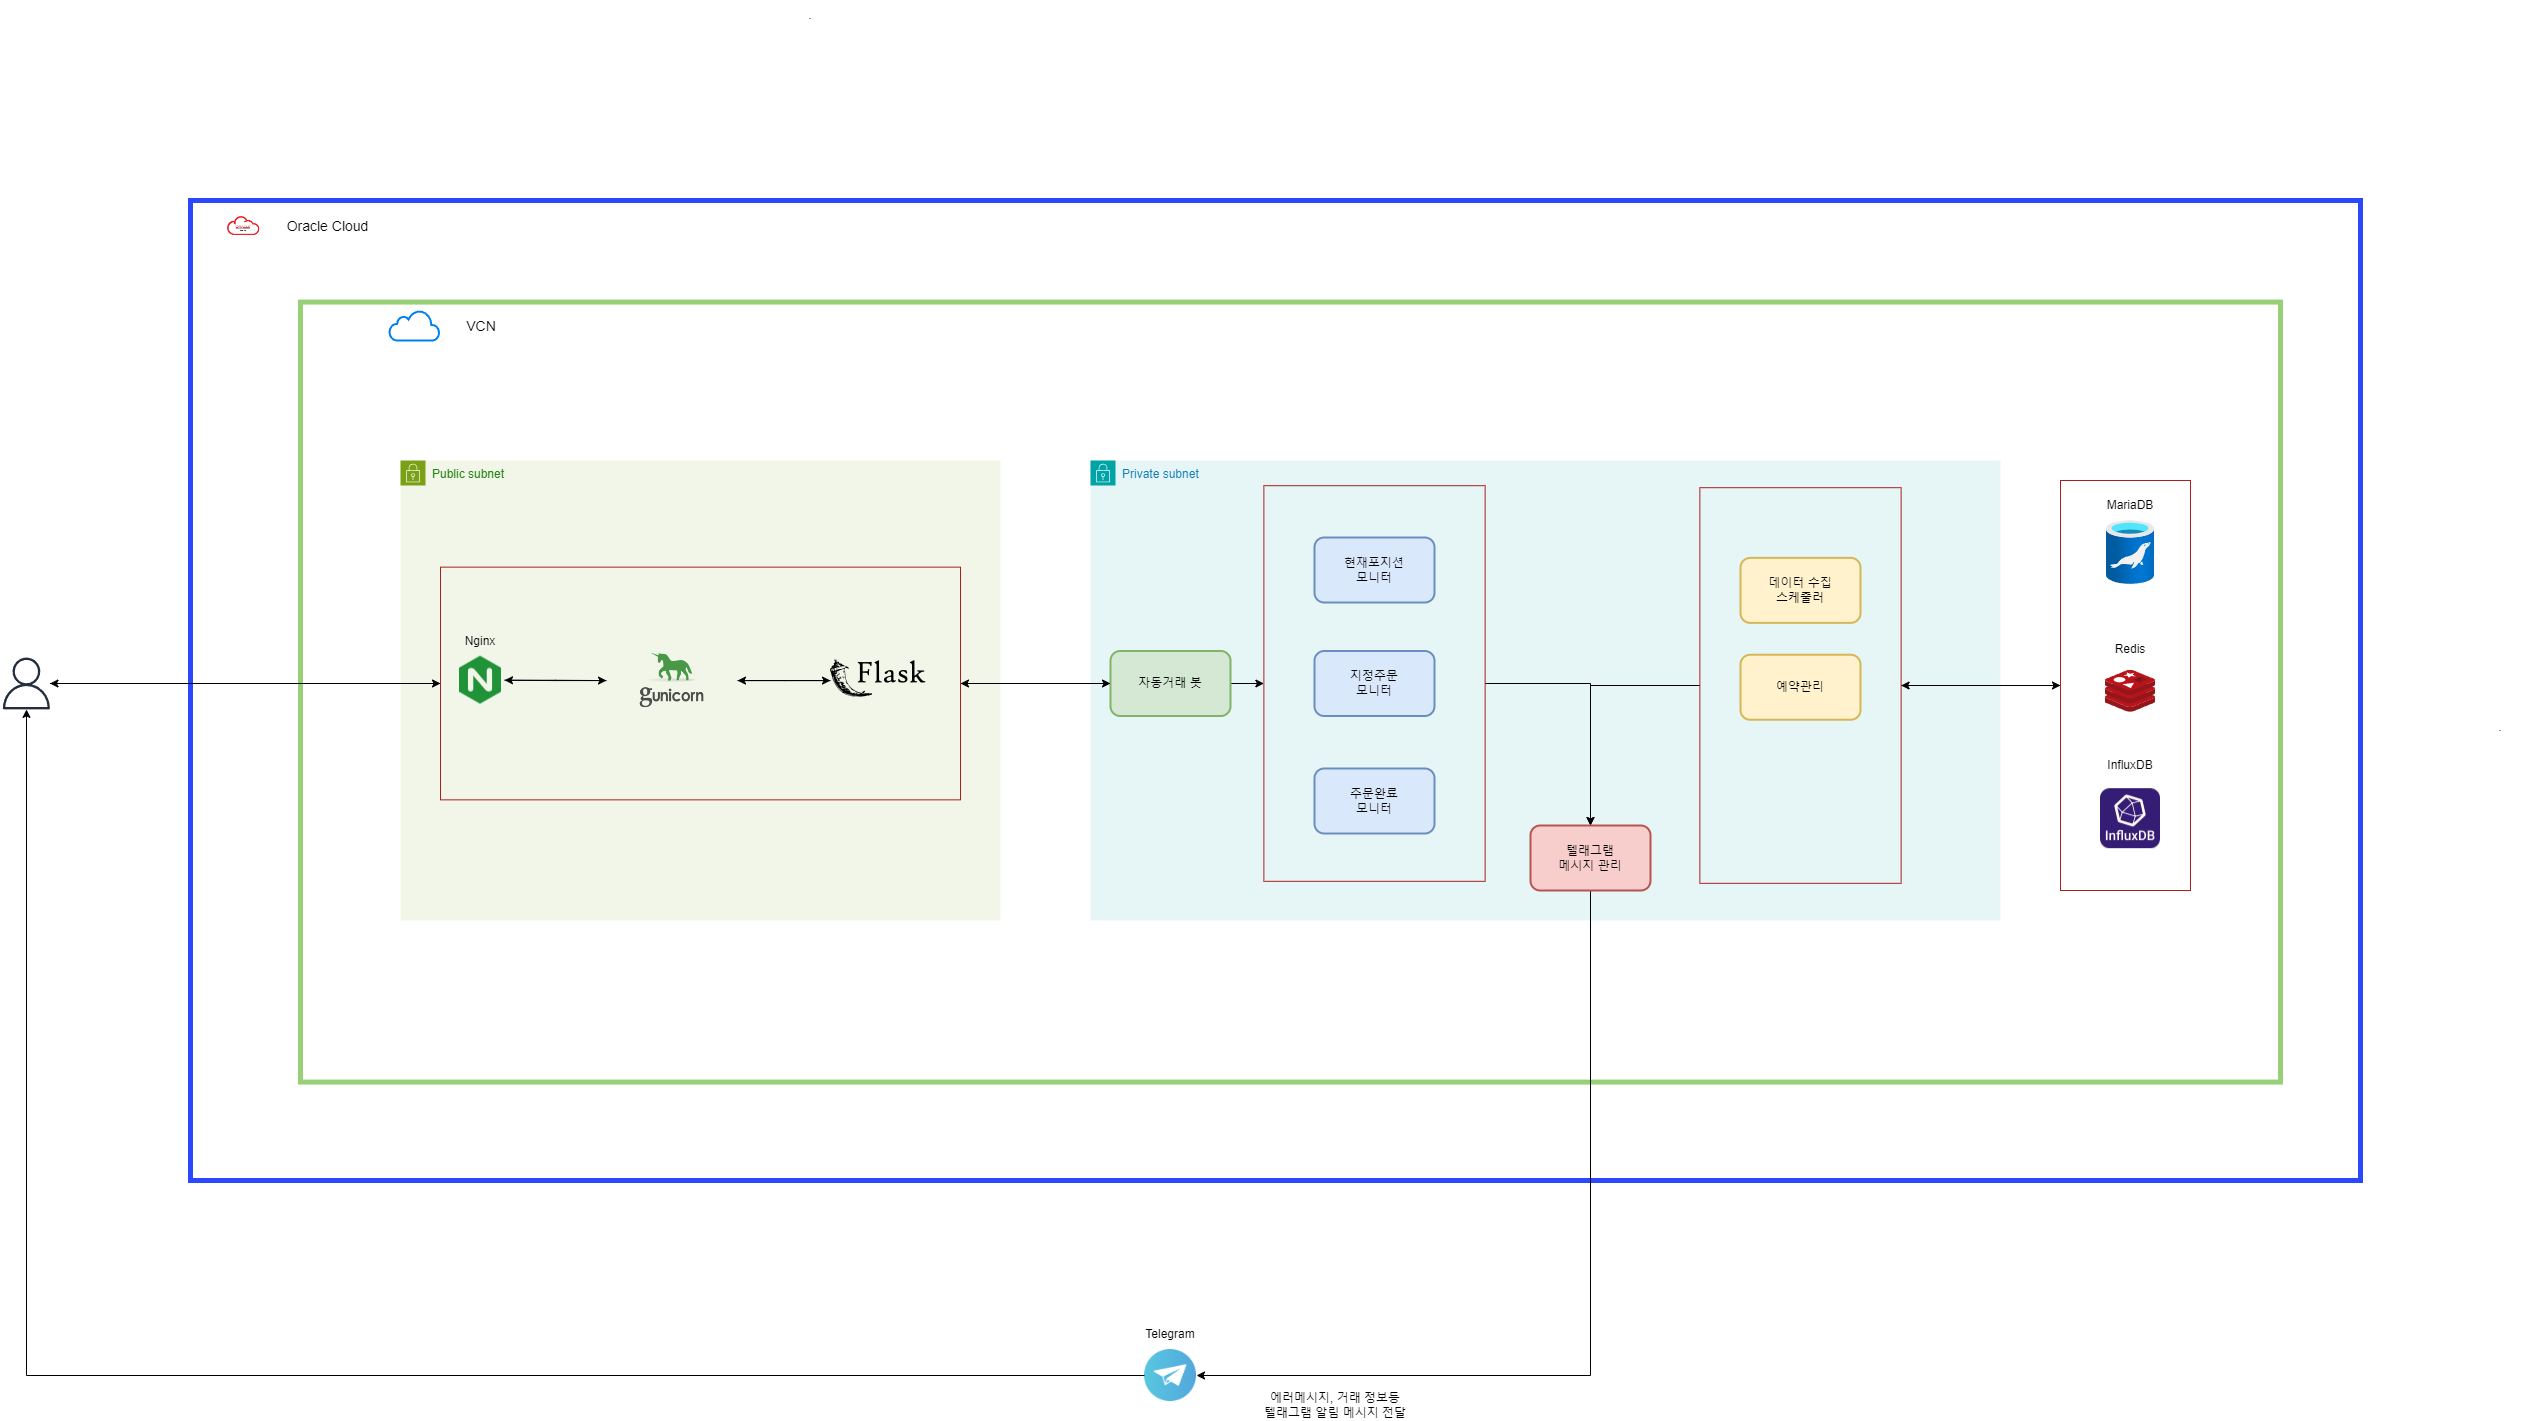 Oracle Cloud
VCN
Public subnet
Private subnet
MariaDB
현재포지션
모니터
데이터 수집
스케줄러
Nginx
gunicorn
Flask
자동거래 봇
지정주문
모니터
예약관리
Redis
InfluxDB
InfluxDB
주문완료
모니터
텔래그램
메시지 관리
Telegram
에러메시지, 거래 정보등
텔래그램 알림 메시지 전달